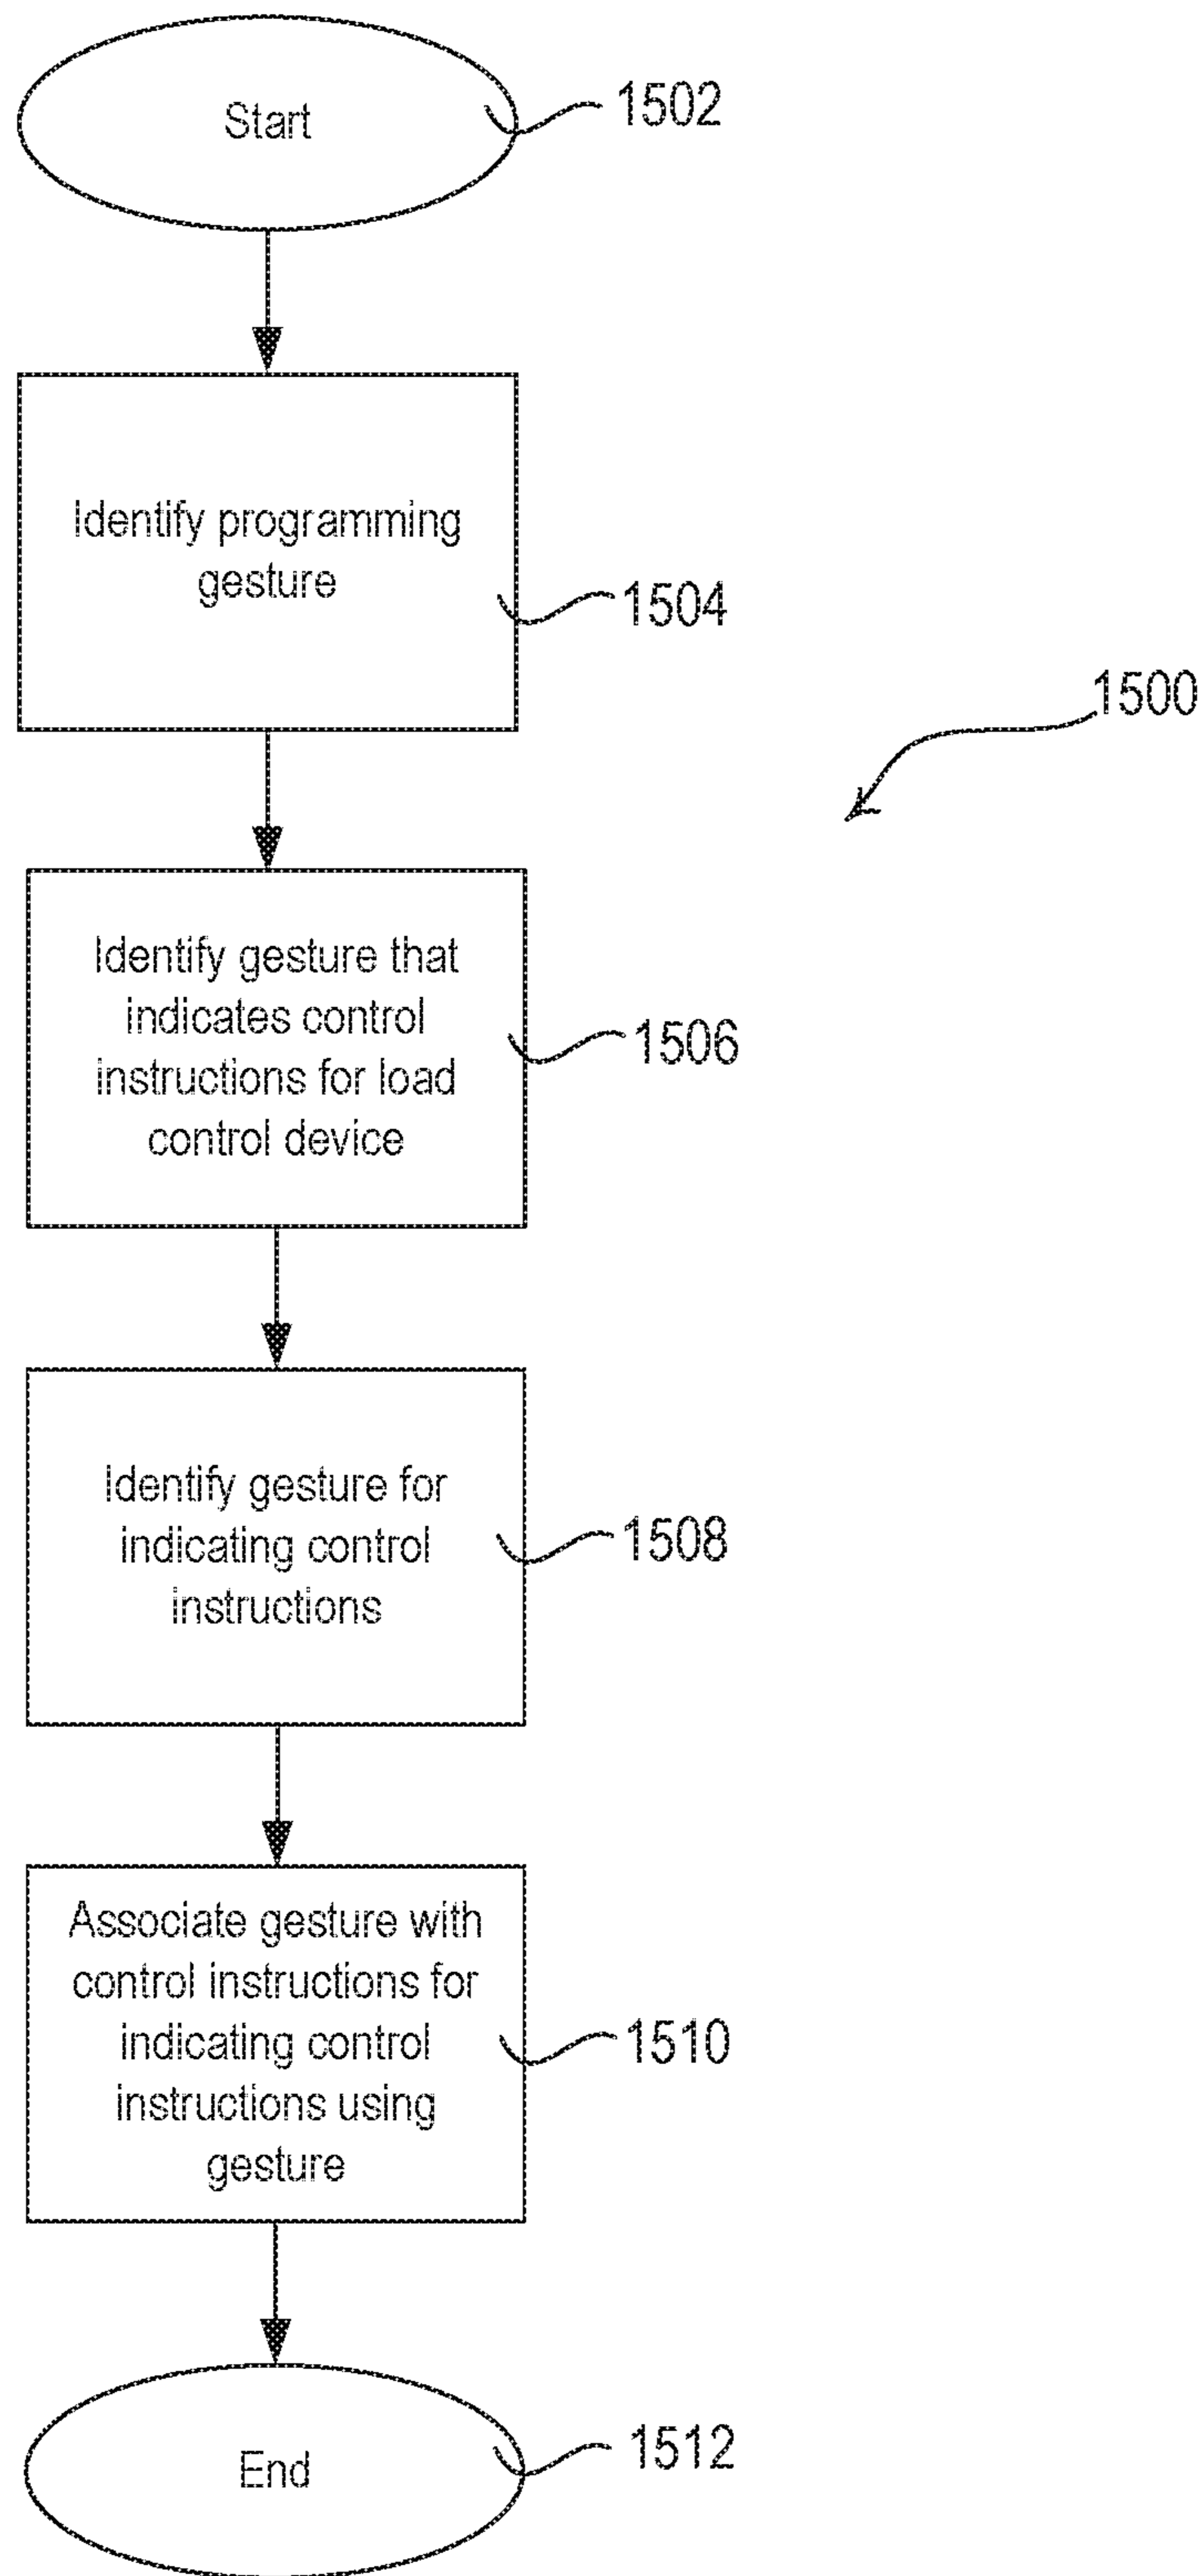 Start
1502
Identify programming
gesture
1504
1500
Identify gesture that
indicates control
instructions for load
control device
1506
Identify gesture for
indicating control
instructions
1508
Associate gesture with
control instructions for
indicating control
instructions using
gesture
1510
End
1512